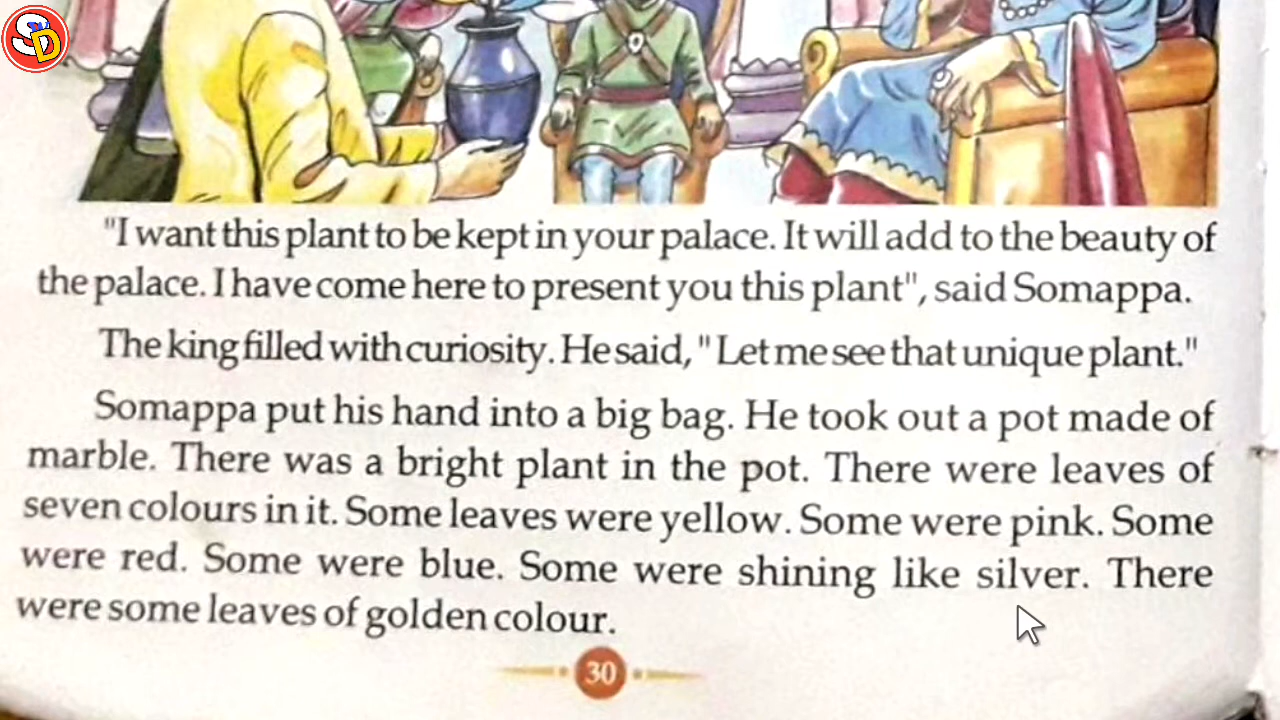 SD
"I want this plant to be kept in your palace. It will add to the beauty of
the palace. I have come here to present you this plant", said Somappa.
The king filled with curiosity. He said, "Let me see that unique plant."
Somappa put his hand into a big bag. He took out a pot made of
marble. There was a bright plant in the pot. There were leaves of
seven colours in it. Some leaves were yellow. Some were pink. Some
were red. Some were blue. Some were shining like silver. There
were some leaves of golden colour.
30